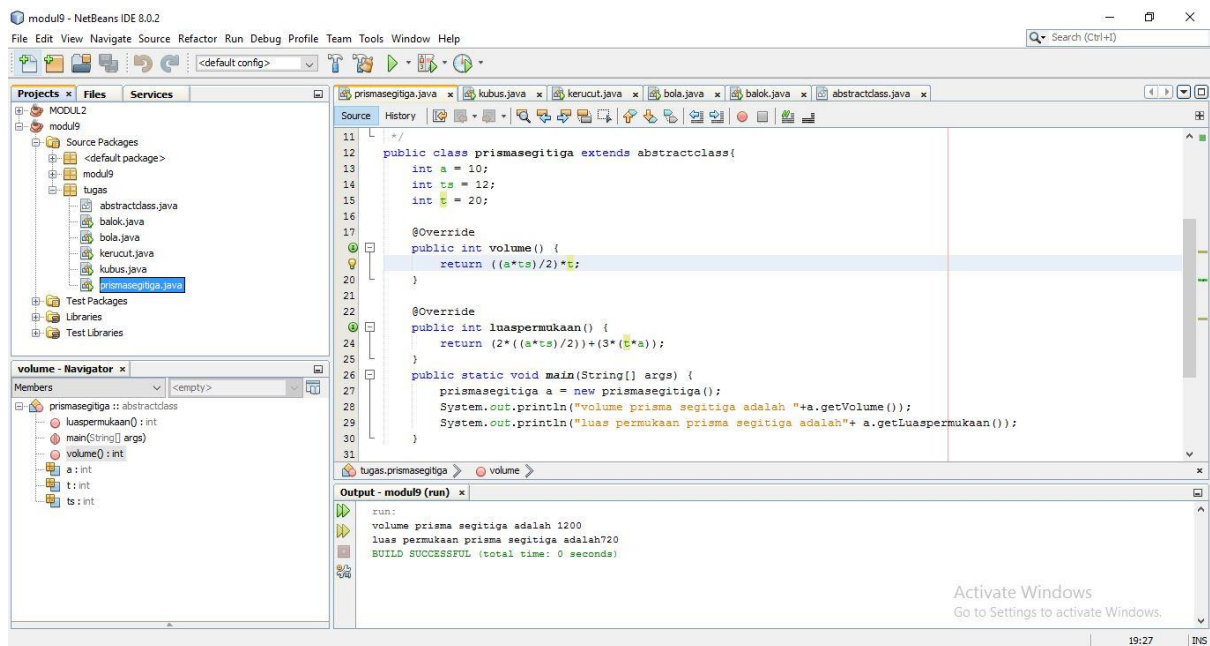 modul9 - NetBeans IDE 8.0.2
File Edit View Navigate Source Refactor Run Debug Profile Team Tools Window Help
Search (Ctrl+I)
<default config>
Projects Files Services
MODUL2
modul9
Source Packages
<default package>
modul9
tugas
abstractclass.java
balok.java
bola.java
kerucut.java
kubus.java
prismasegitiga.java
Test Packages
Libraries
Test Libraries
volume - Navigator
Members <empty>
prismasegitiga :: abstractclass
luaspermukaan() : int
main(String[] args)
volume() : int
a : int
t : int
ts : int
prismasegitiga.java kubus.java kerucut.java bola.java balok.java abstractclass.java
Source History
11 */
12 public class prismasegitiga extends abstractclass{
13 int a = 10;
14 int ts = 12;
15 int t = 20;
16
17 @Override
public int volume() {
return ((a*ts)/2)*t;
20 }
21
22 @Override
public int luaspermukaan() {
24 return (2*((a*ts)/2))+(3*(t*a));
25 }
26 public static void main(String[] args) {
27 prismasegitiga a = new prismasegitiga();
28 System.out.println("volume prisma segitiga adalah "+a.getVolume());
29 System.out.println("luas permukaan prisma segitiga adalah"+ a.getLuaspermukaan());
30 }
31
tugas.prismasegitiga volume
Output - modul9 (run)
run:
volume prisma segitiga adalah 1200
luas permukaan prisma segitiga adalah720
BUILD SUCCESSFUL (total time: 0 seconds)
Activate Windows
Go to Settings to activate Windows.
19:27 INS